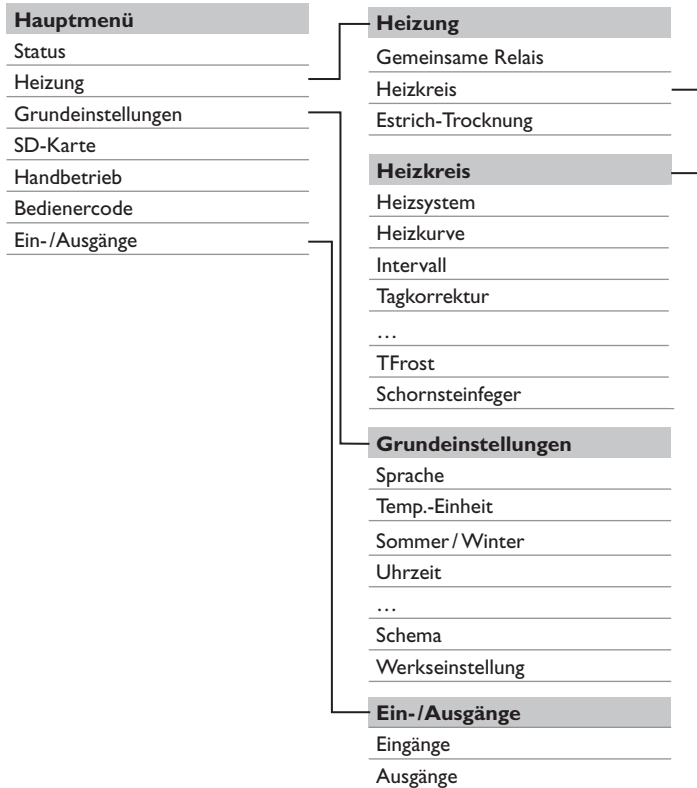 Hauptmenü
Status
Heizung
Grundeinstellungen
SD-Karte
Handbetrieb
Bedienercode
Ein-/Ausgänge
Heizung
Gemeinsame Relais
Heizkreis
Estrich-Trocknung
Heizkreis
Heizsystem
Heizkurve
Intervall
Tagkorrektur
…
TFrost
Schornsteinfeger
Grundeinstellungen
Sprache
Temp.-Einheit
Sommer / Winter
Uhrzeit
…
Schema
Werkseinstellung
Ein-/Ausgänge
Eingänge
Ausgänge